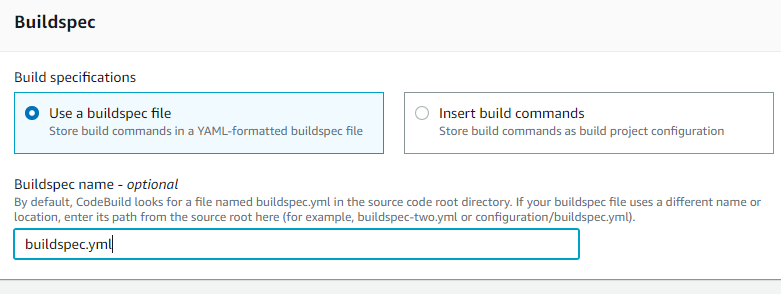 Buildspec
Build specifications
Use a buildspec file
Store build commands in a YAML-formatted buildspec file
Insert build commands
Store build commands as build project configuration
Buildspec name - optional
By default, CodeBuild looks for a file named buildspec.yml in the source code root directory. If your buildspec file uses a different name or
location, enter its path from the source root here (for example, buildspec-two.yml or configuration/buildspec.yml).
buildspec.yml